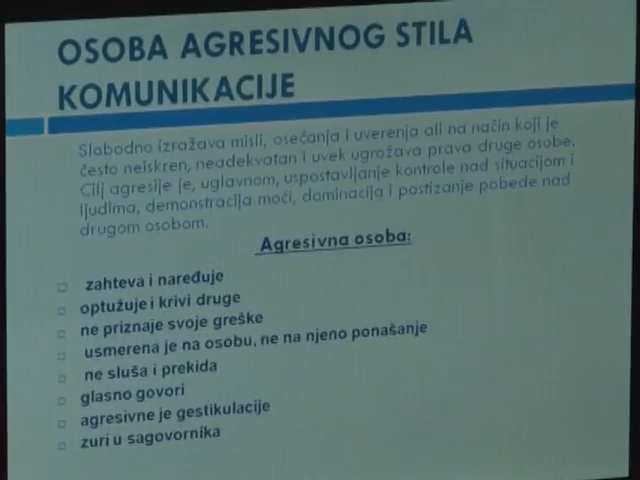 OSOBA AGRESIVNOG STILA
KOMUNIKACIJE
Slabodno izražava misli, osećanja i uverenja ali na način koji je
često neiskren, neadekvatan i uvek ugrožava prava druge osobe.
Cilj agresije je, uglavnom, uspostavljanje kontrole nad situacijom i
ljudima, demonstracija moći, dominacija i postizanje pobede nad
drugom osobom.
Agresivna osoba:
zahteva i naređuje
optužuje i krivi druge
ne priznaje svoje greške
usmerena je na osobu, ne na njeno ponašanje
ne sluša i prekida
glasno govori
agresivne je gestikulacije
zuri u sagovornika